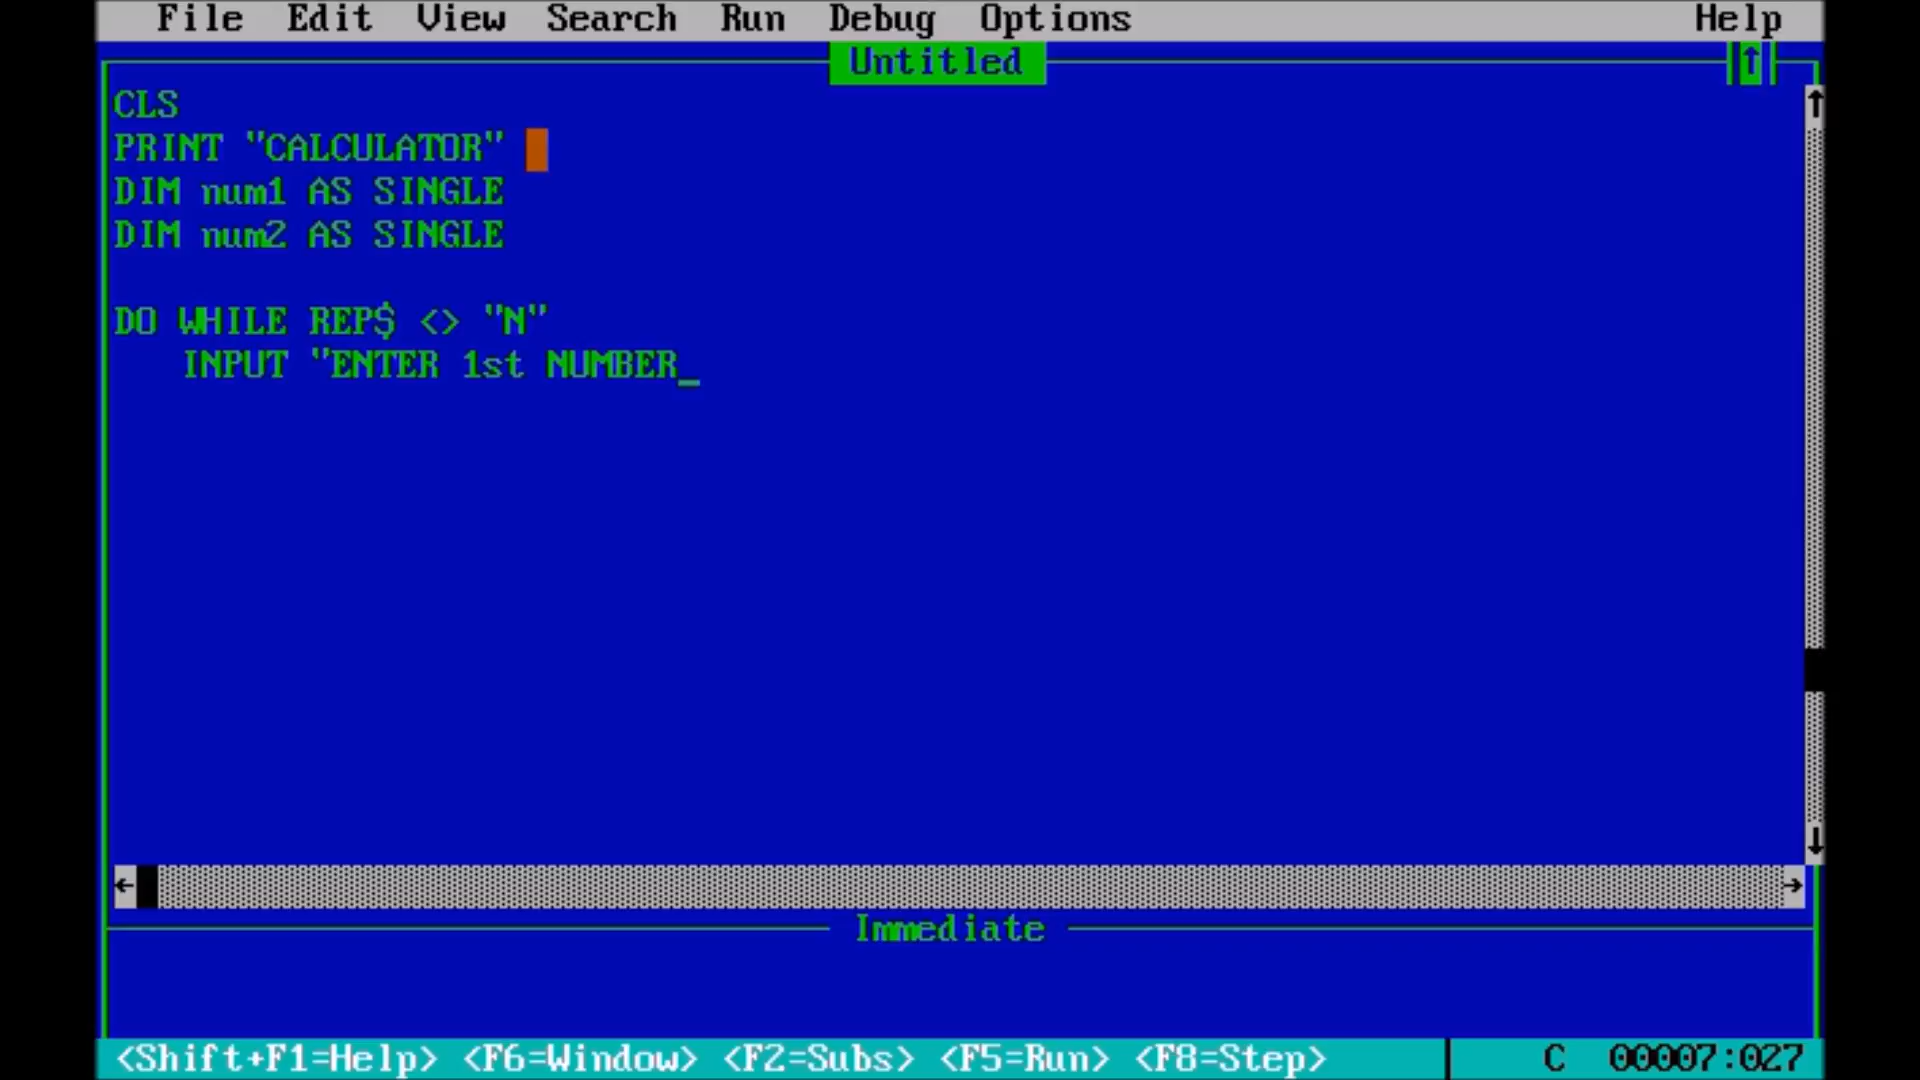 File Edit View Search Run Debug Options Help
Untitled
↑
CLS
PRINT "CALCULATOR"
DIM num1 AS SINGLE
DIM num2 AS SINGLE
DO WHILE REP$ <> "N"
INPUT "ENTER 1st NUMBER_
Immediate
<Shift+F1=Help> <F6=Window> <F2=Subs> <F5=Run> <F8=Step> C 00007:027